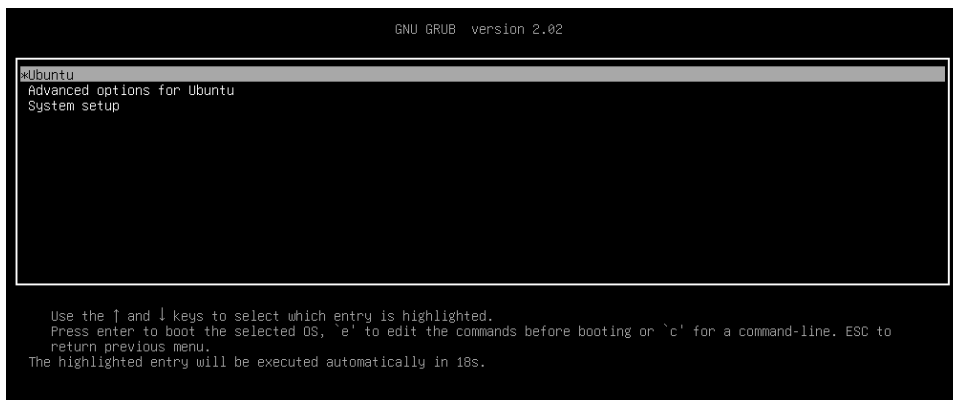 GNU GRUB version 2.02
*Ubuntu
Advanced options for Ubuntu
System setup
Use the ↑ and ↓ keys to select which entry is highlighted.
Press enter to boot the selected OS, `e' to edit the commands before booting or `c' for a command-line. ESC to
return previous menu.
The highlighted entry will be executed automatically in 18s.